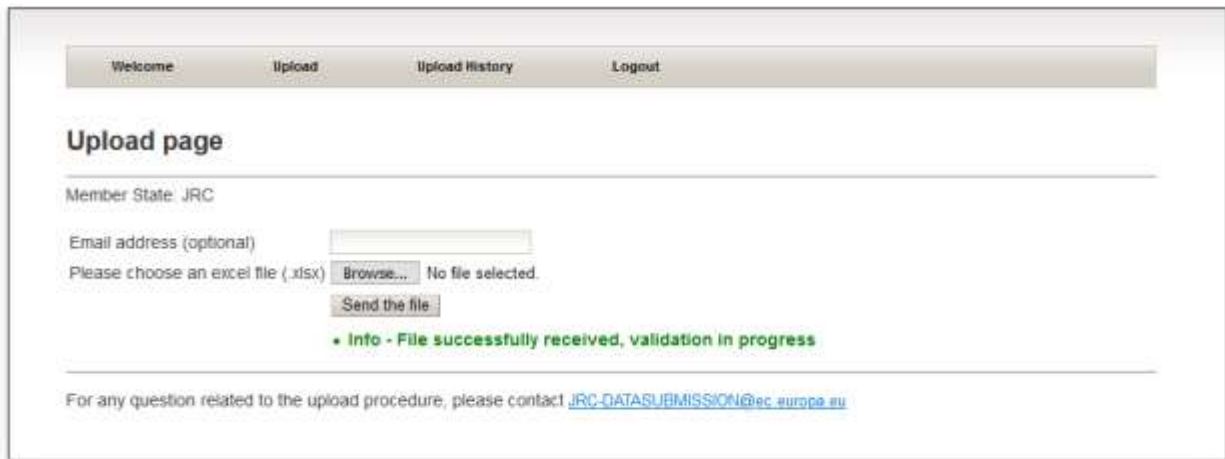 Welcome Upload Upload History Logout
Upload page
Member State: JRC
Email address (optional)
Please choose an excel file (.xlsx) Browse... No file selected.
Send the file
• Info - File successfully received, validation in progress
For any question related to the upload procedure, please contact JRC-DATASUBMISSION@ec.europa.eu